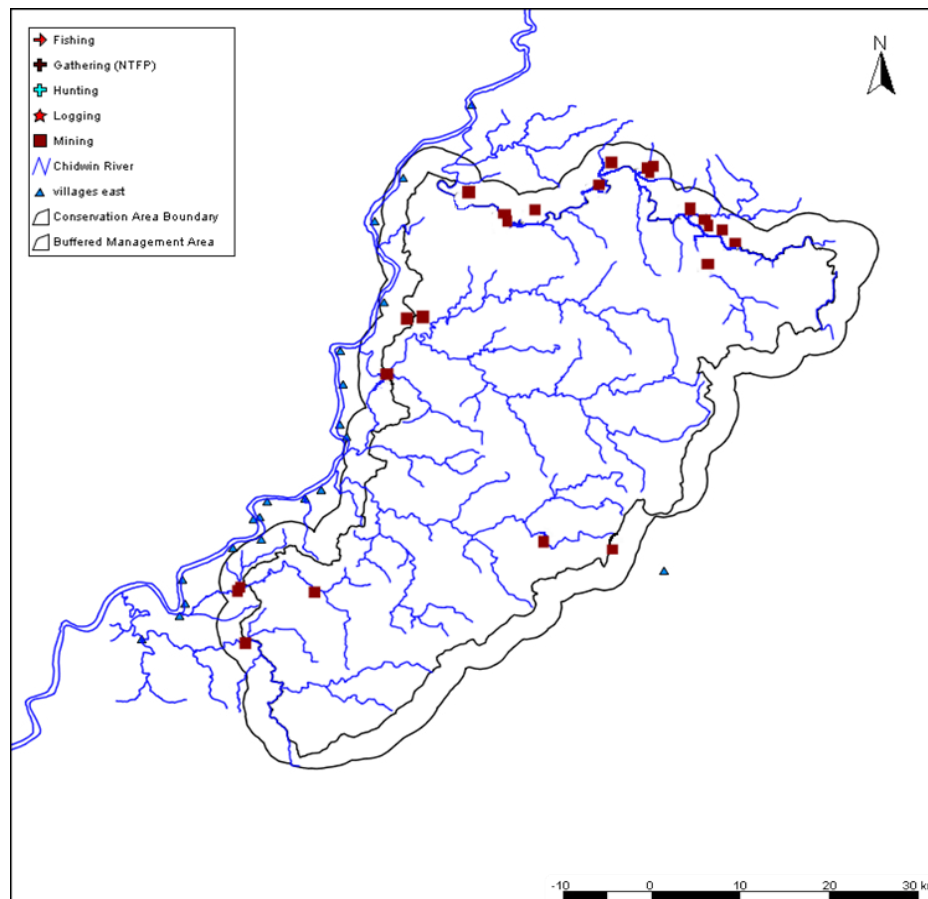 Fishing
Gathering (NTFP)
Hunting
Logging
Mining
Chidwin River
villages east
Conservation Area Boundary
Buffered Management Area
N
-10 0 10 20 30 km